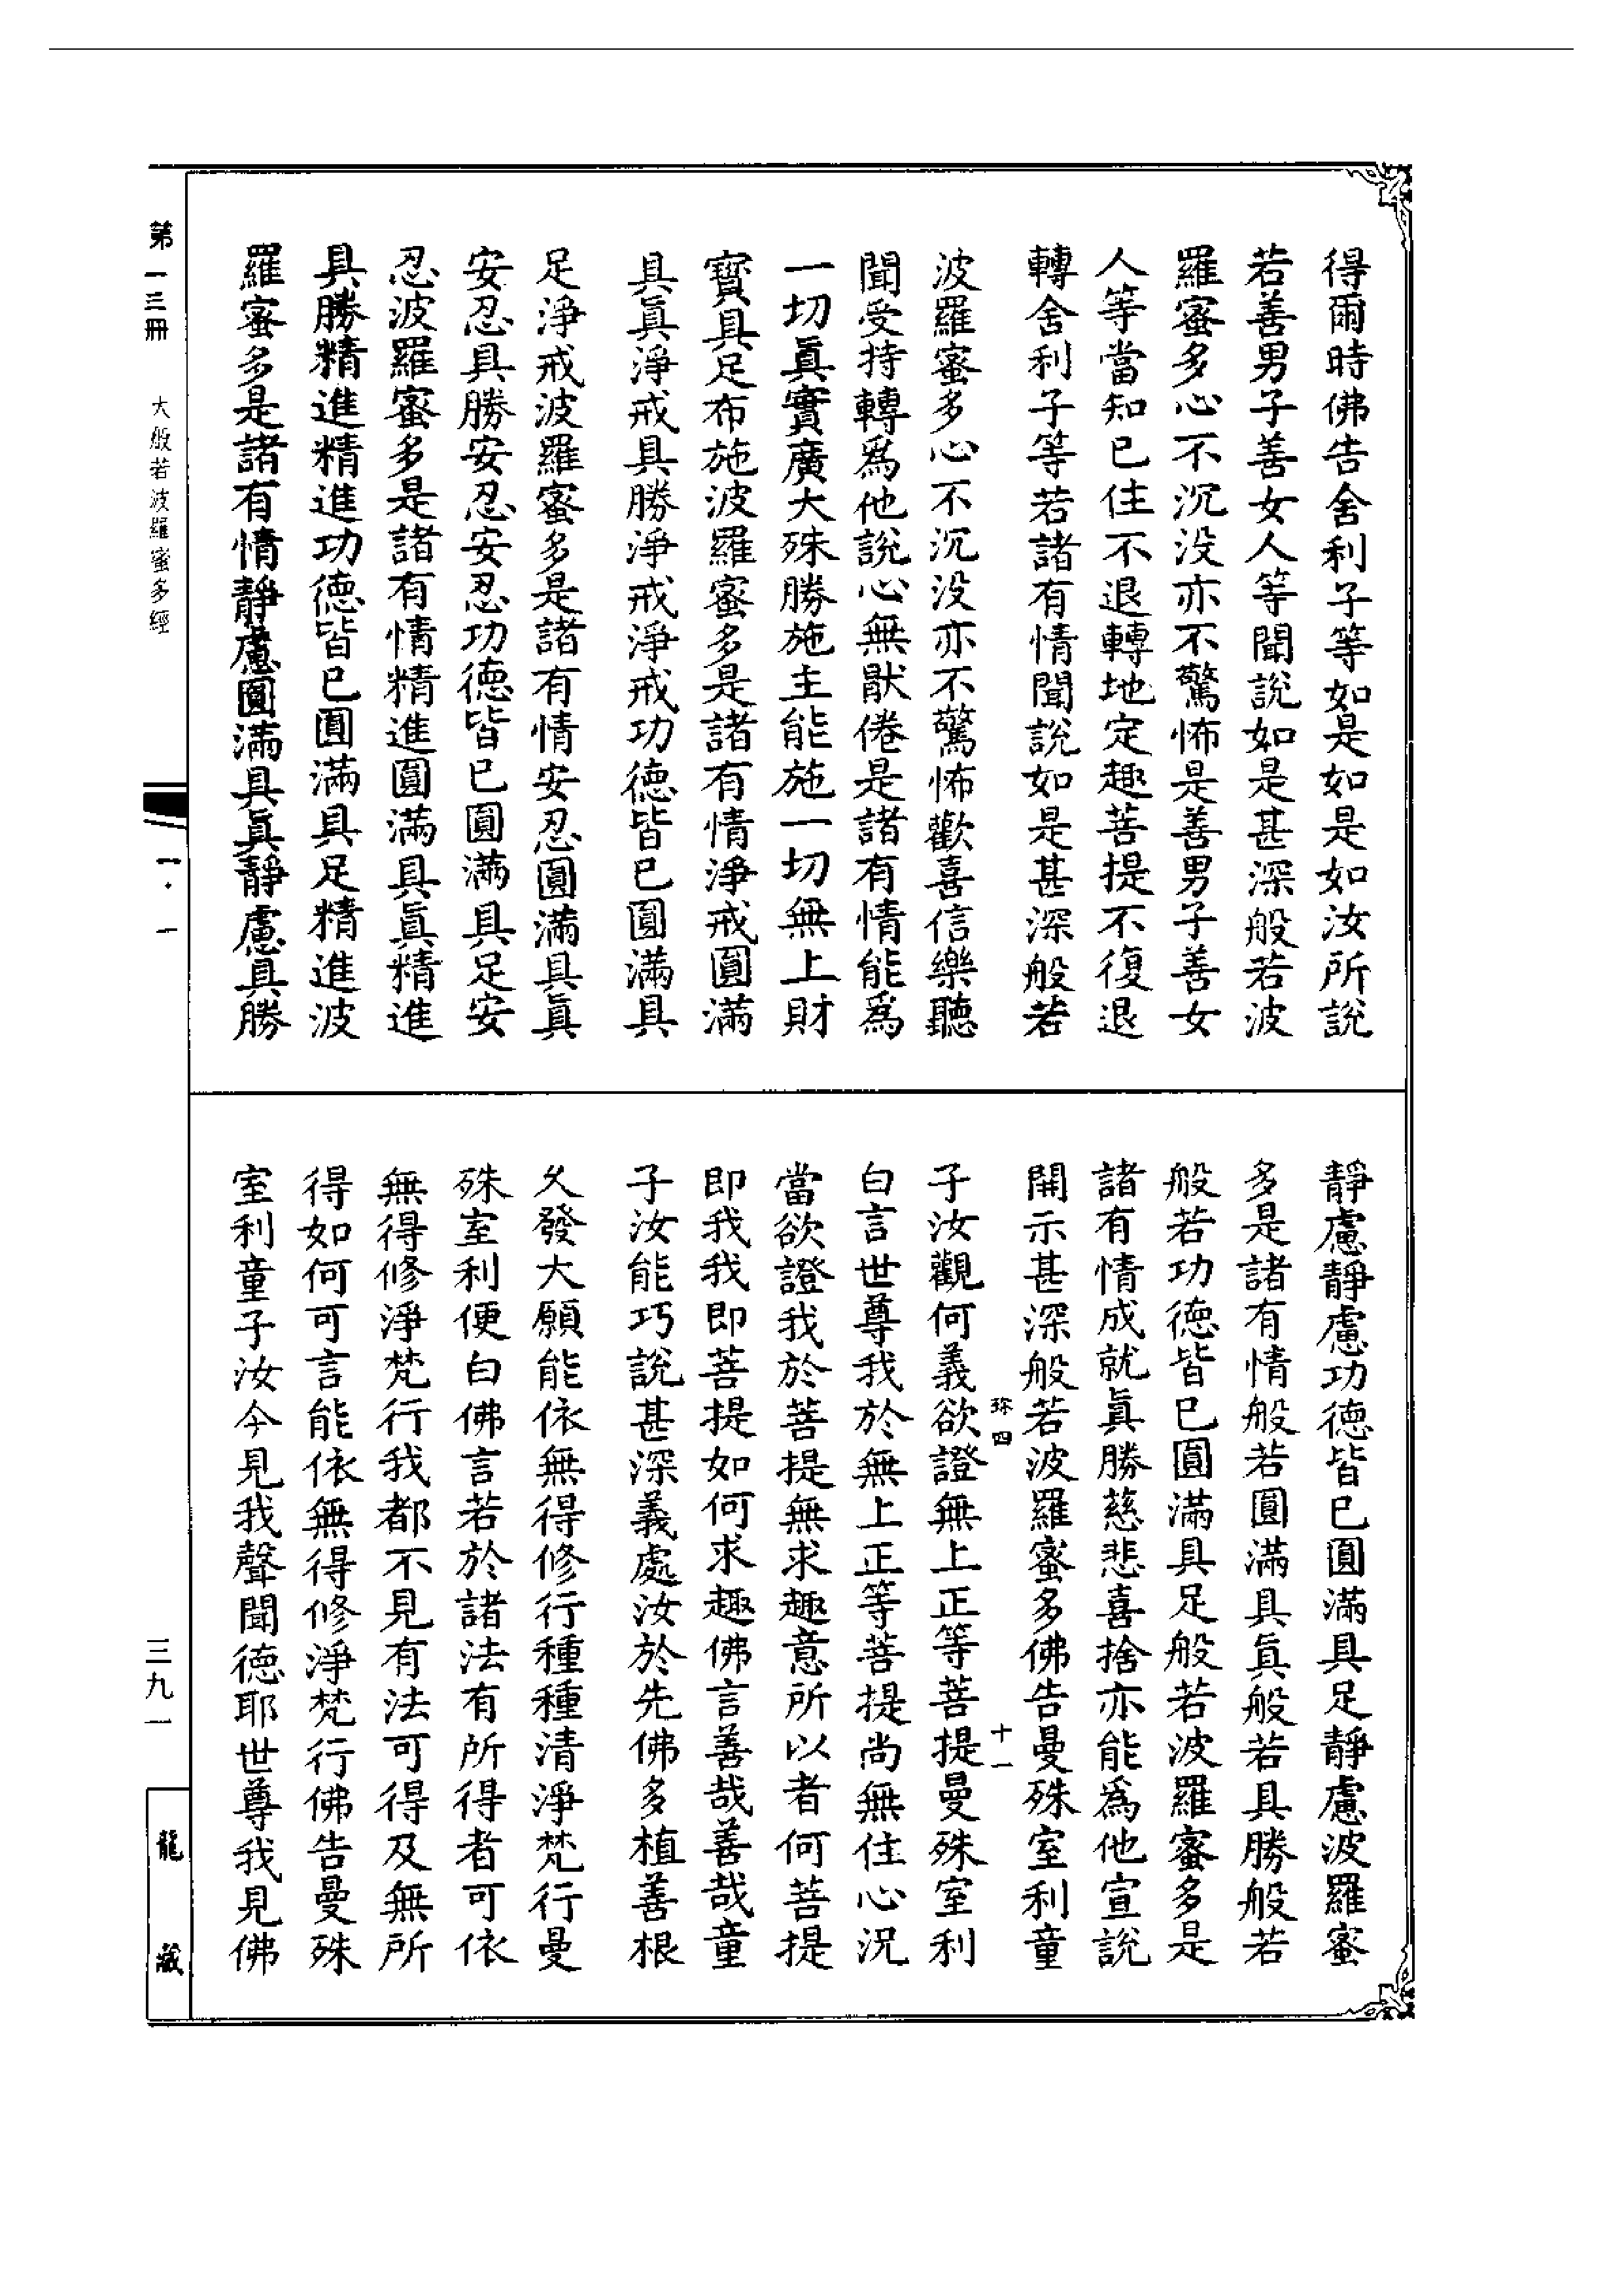 得爾時佛告舍利子等如是如是如汝所說
若善男子善女人等聞說如是甚深般若波
羅蜜多心不沉没亦不驚怖是善男子善女
人等當知已住不退轉地定趣菩提不復退
轉舍利子等若諸有情聞說如是甚深般若
波羅蜜多心不沉没亦不驚怖歡喜信樂聽
聞受持轉爲他說心無猒倦是諸有情能爲
一切眞實廣大殊勝施主能施一切無上財
寶具足布施波羅蜜多是諸有情淨戒圓滿
具眞淨戒具勝淨戒淨戒功德皆已圓滿具
足淨戒波羅蜜多是諸有情安忍圓滿具眞
安忍具勝安忍安忍功德皆已圓滿具足安
忍波羅蜜多是諸有情精進圓滿具眞精進
具勝精進精進功德皆已圓滿具足精進波
羅蜜多是諸有情靜慮圓滿具眞靜慮具勝
靜慮靜慮功德皆已圓滿具足靜慮波羅蜜
多是諸有情般若圓滿具眞般若具勝般若
般若功德皆已圓滿具足般若波羅蜜多是
諸有情成就眞勝慈悲喜捨亦能爲他宣說
開示甚深般若波羅蜜多佛告曼殊室利童
珎四 十一
子汝觀何義欲證無上正等菩提曼殊室利
白言世尊我於無上正等菩提尚無住心況
當欲證我於菩提無求趣意所以者何菩提
即我我即菩提如何求趣佛言善哉善哉童
子汝能巧說甚深義處汝於先佛多植善根
久發大願能依無得修行種種清淨梵行曼
殊室利便白佛言若於諸法有所得者可依
無得修淨梵行我都不見有法可得及無所
得如何可言能依無得修淨梵行佛告曼殊
室利童子汝今見我聲聞德耶世尊我見佛
第一三冊 大般若波羅蜜多經 一·一 三九一 龍藏